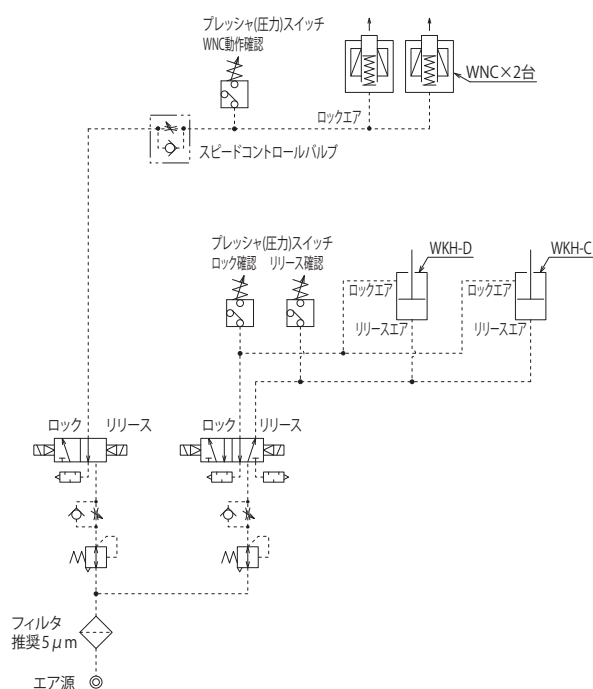 プレッシャ(圧力)スイッチ
WNC動作確認
WNC×2台
ロックエア
スピードコントロールバルブ
プレッシャ(圧力)スイッチ
ロック確認 リリース確認
WKH-D
WKH-C
ロックエア
ロックエア
リリースエア
リリースエア
ロック リリース
ロック リリース
フィルタ
推奨5μm
エア源